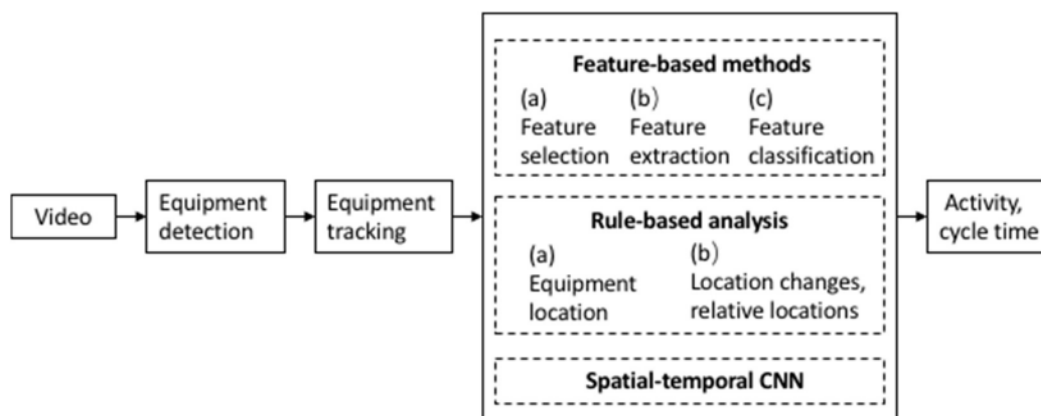 Video
Equipment
detection
Equipment
tracking
Feature-based methods
(a)
Feature
selection
(b)
Feature
extraction
(c)
Feature
classification
Rule-based analysis
(a)
Equipment
location
(b)
Location changes,
relative locations
Spatial-temporal CNN
Activity,
cycle time